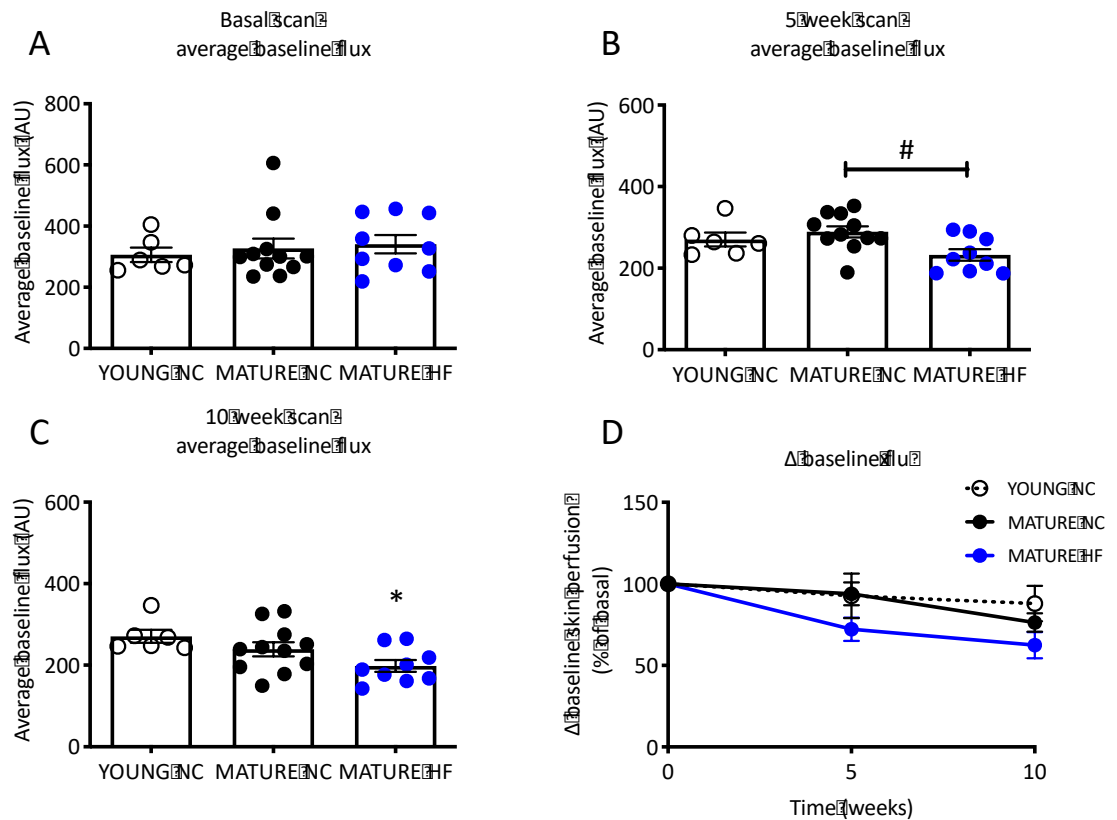 A
Basal scan -
average baseline flux
Average baseline flux (AU)
800
600
400
200
0
YOUNG NC MATURE NC MATURE HF
B
5 week scan -
average baseline flux
Average baseline flux (AU)
600
400
200
0
#
YOUNG NC MATURE NC MATURE HF
C
10 week scan -
average baseline flux
Average baseline flux (AU)
600
400
200
0
*
YOUNG NC MATURE NC MATURE HF
D
Δ baseline flux
YOUNG NC
MATURE NC
MATURE HF
Δ baseline skin perfusion
(% of basal)
150
100
50
0
0 5 10
Time (weeks)